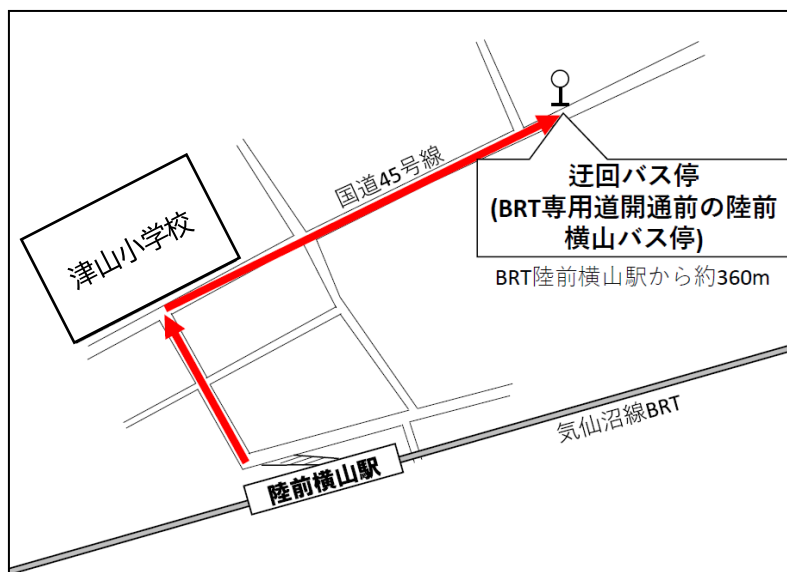 国道45号線
津山小学校
迂回バス停
(BRT専用道開通前の陸前
横山バス停)
BRT陸前横山駅から約360m
気仙沼線BRT
陸前横山駅